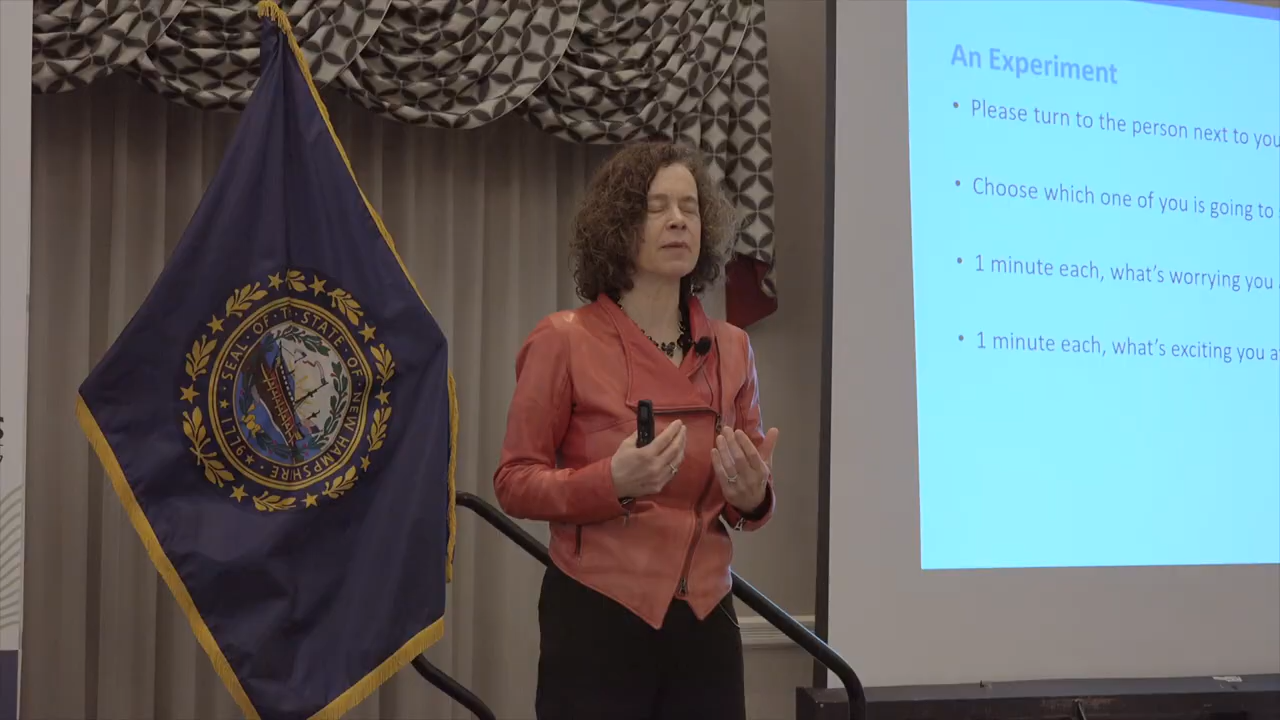 SEAL · OF · THE · STATE · OF · NEW HAMPSHIRE · 1776
An Experiment
• Please turn to the person next to you
• Choose which one of you is going to
• 1 minute each, what's worrying you
• 1 minute each, what's exciting you